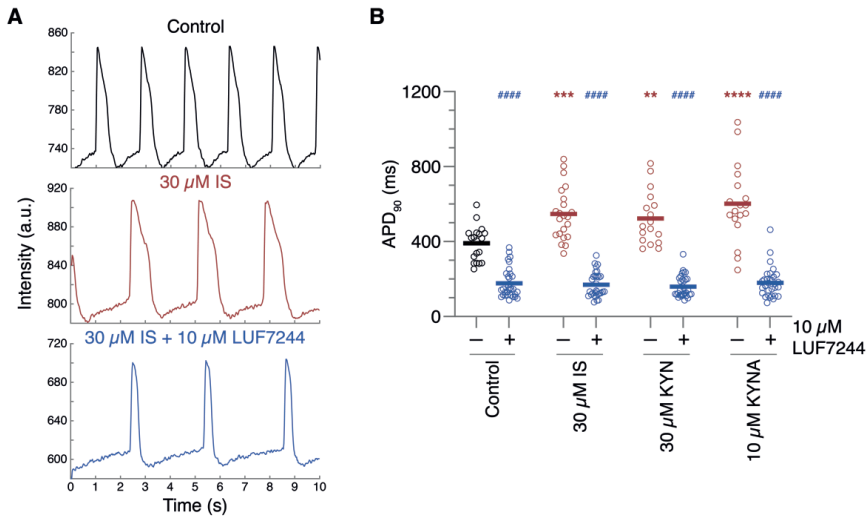 A
Control
860
820
780
740
30 µM IS
920
880
840
800
30 µM IS + 10 µM LUF7244
720
680
640
600
0 1 2 3 4 5 6 7 8 9 10
Time (s)
Intensity (a.u.)
B
1200
800
400
0
APD90 (ms)
#### *** #### ** #### **** ####
− + − + − + − +
10 µM
LUF7244
Control
30 µM IS
30 µM KYN
10 µM KYNA